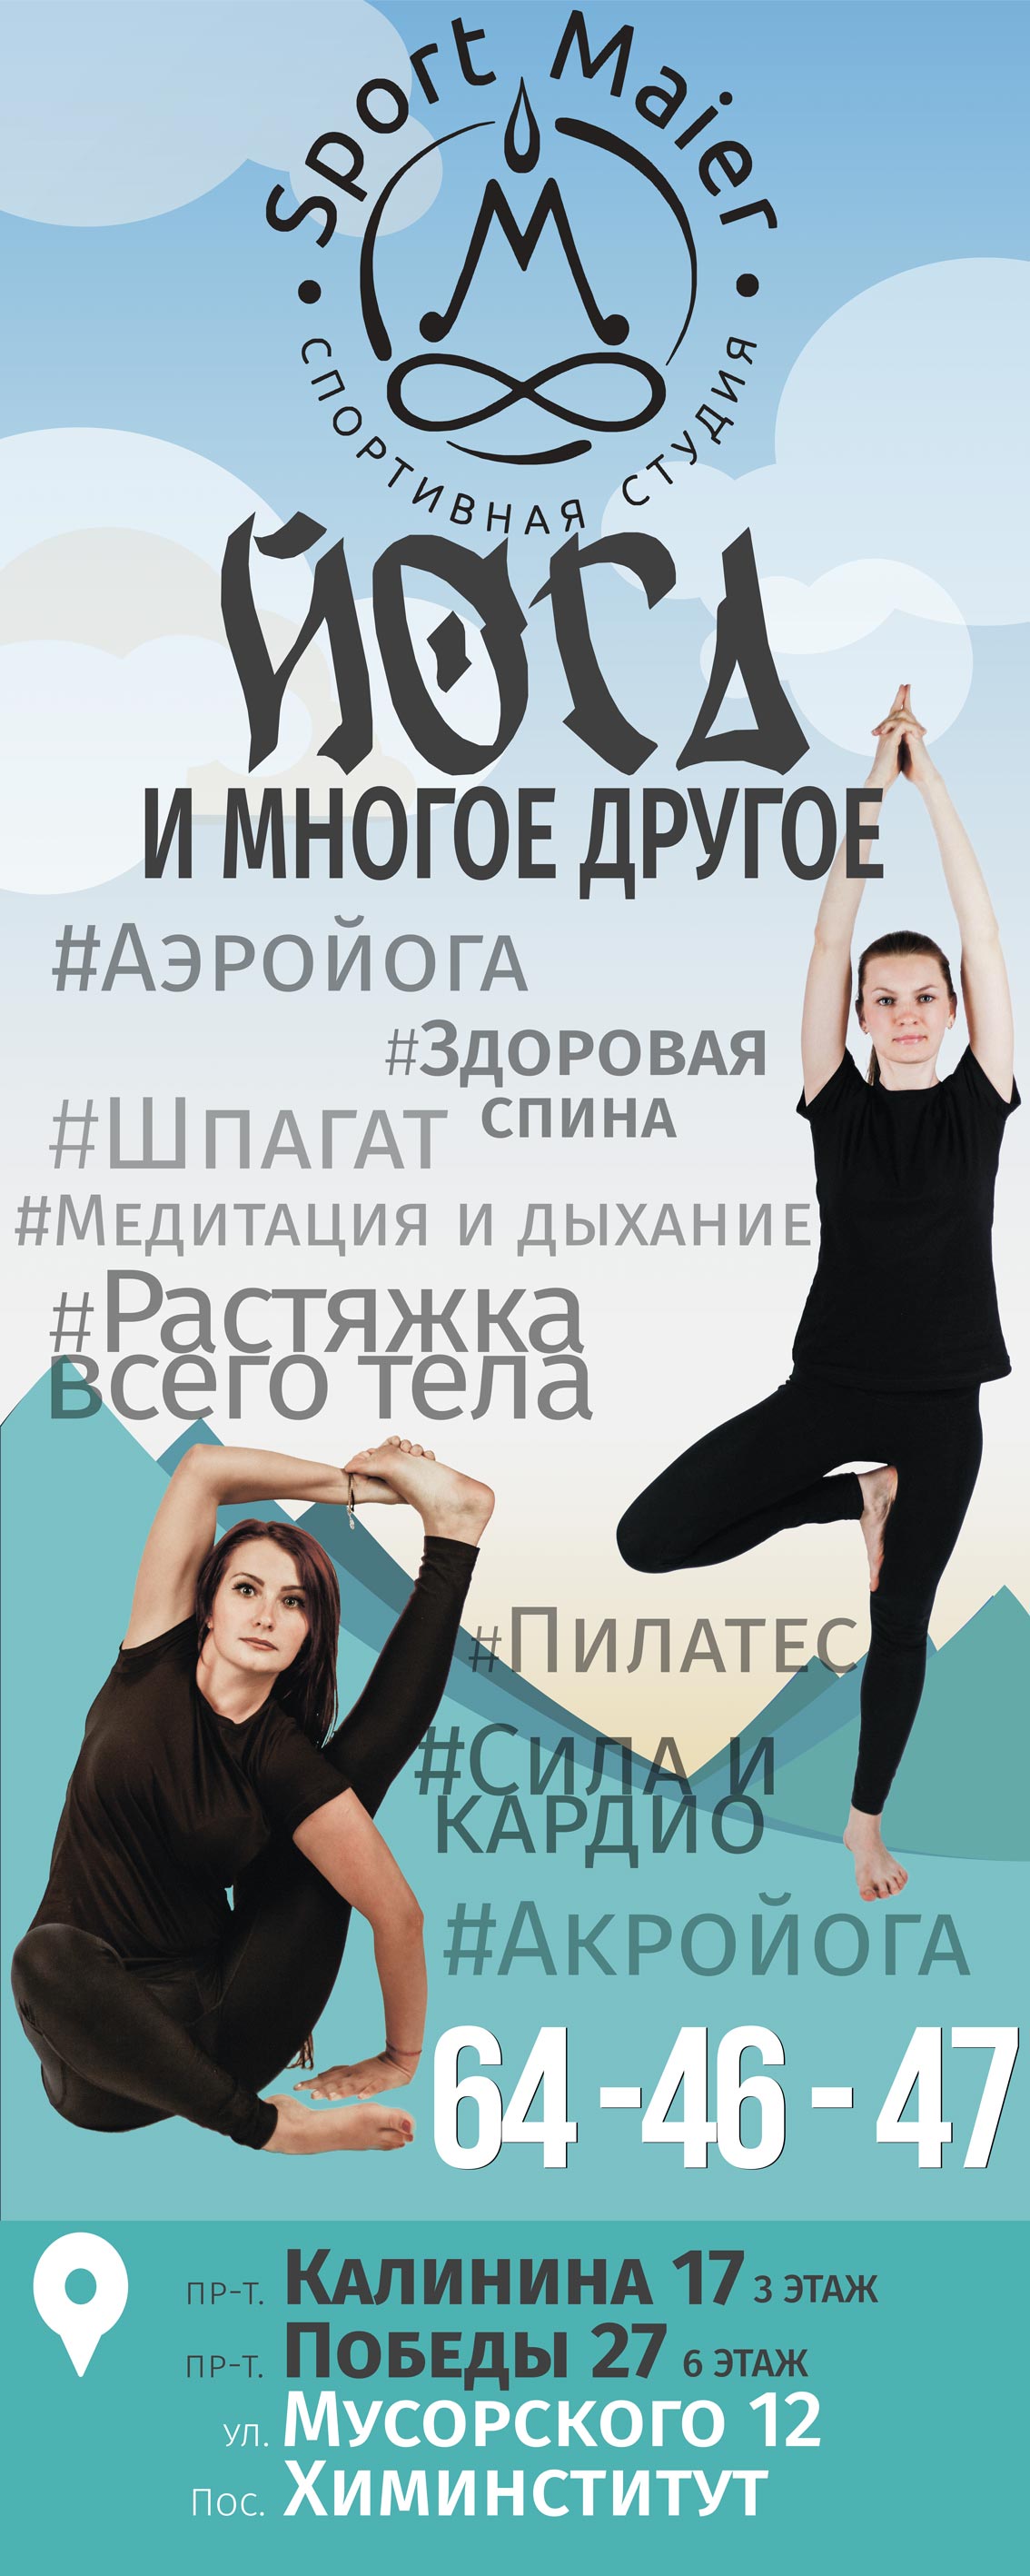 Sport Maier
СПОРТИВНАЯ СТУДИЯ
ЙОГА
И МНОГОЕ ДРУГОЕ
#Аэройога
#Здоровая
спина
#Шпагат
#Медитация и дыхание
#Растяжка
всего тела
#Пилатес
#Сила и
кардио
#Акройога
64-46-47
пр-т. Калинина 17 3 этаж
пр-т. Победы 27 6 этаж
ул. Мусорского 12
Пос. Химинститут